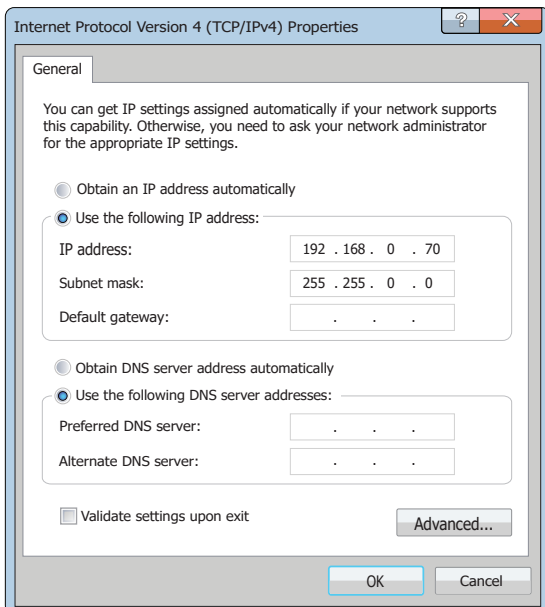 Internet Protocol Version 4 (TCP/IPv4) Properties
?
X
General
You can get IP settings assigned automatically if your network supports
this capability. Otherwise, you need to ask your network administrator
for the appropriate IP settings.
Obtain an IP address automatically
Use the following IP address:
IP address: 192 . 168 . 0 . 70
Subnet mask: 255 . 255 . 0 . 0
Default gateway: . . .
Obtain DNS server address automatically
Use the following DNS server addresses:
Preferred DNS server: . . .
Alternate DNS server: . . .
Validate settings upon exit
Advanced...
OK Cancel